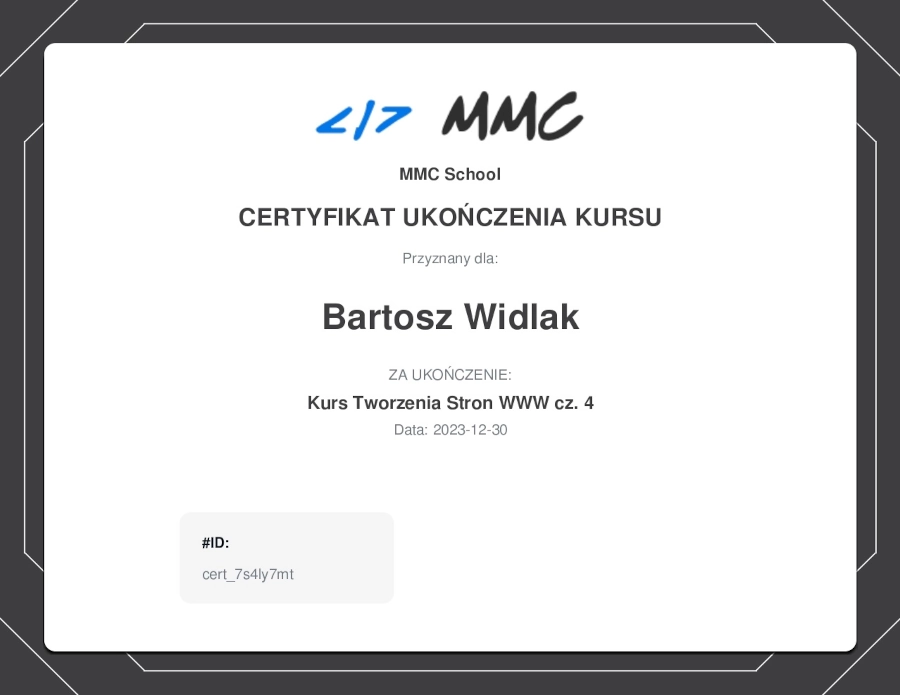 </> MMC
MMC School
CERTYFIKAT UKOŃCZENIA KURSU
Przyznany dla:
Bartosz Widlak
ZA UKOŃCZENIE:
Kurs Tworzenia Stron WWW cz. 4
Data: 2023-12-30
#ID:
cert_7s4ly7mt